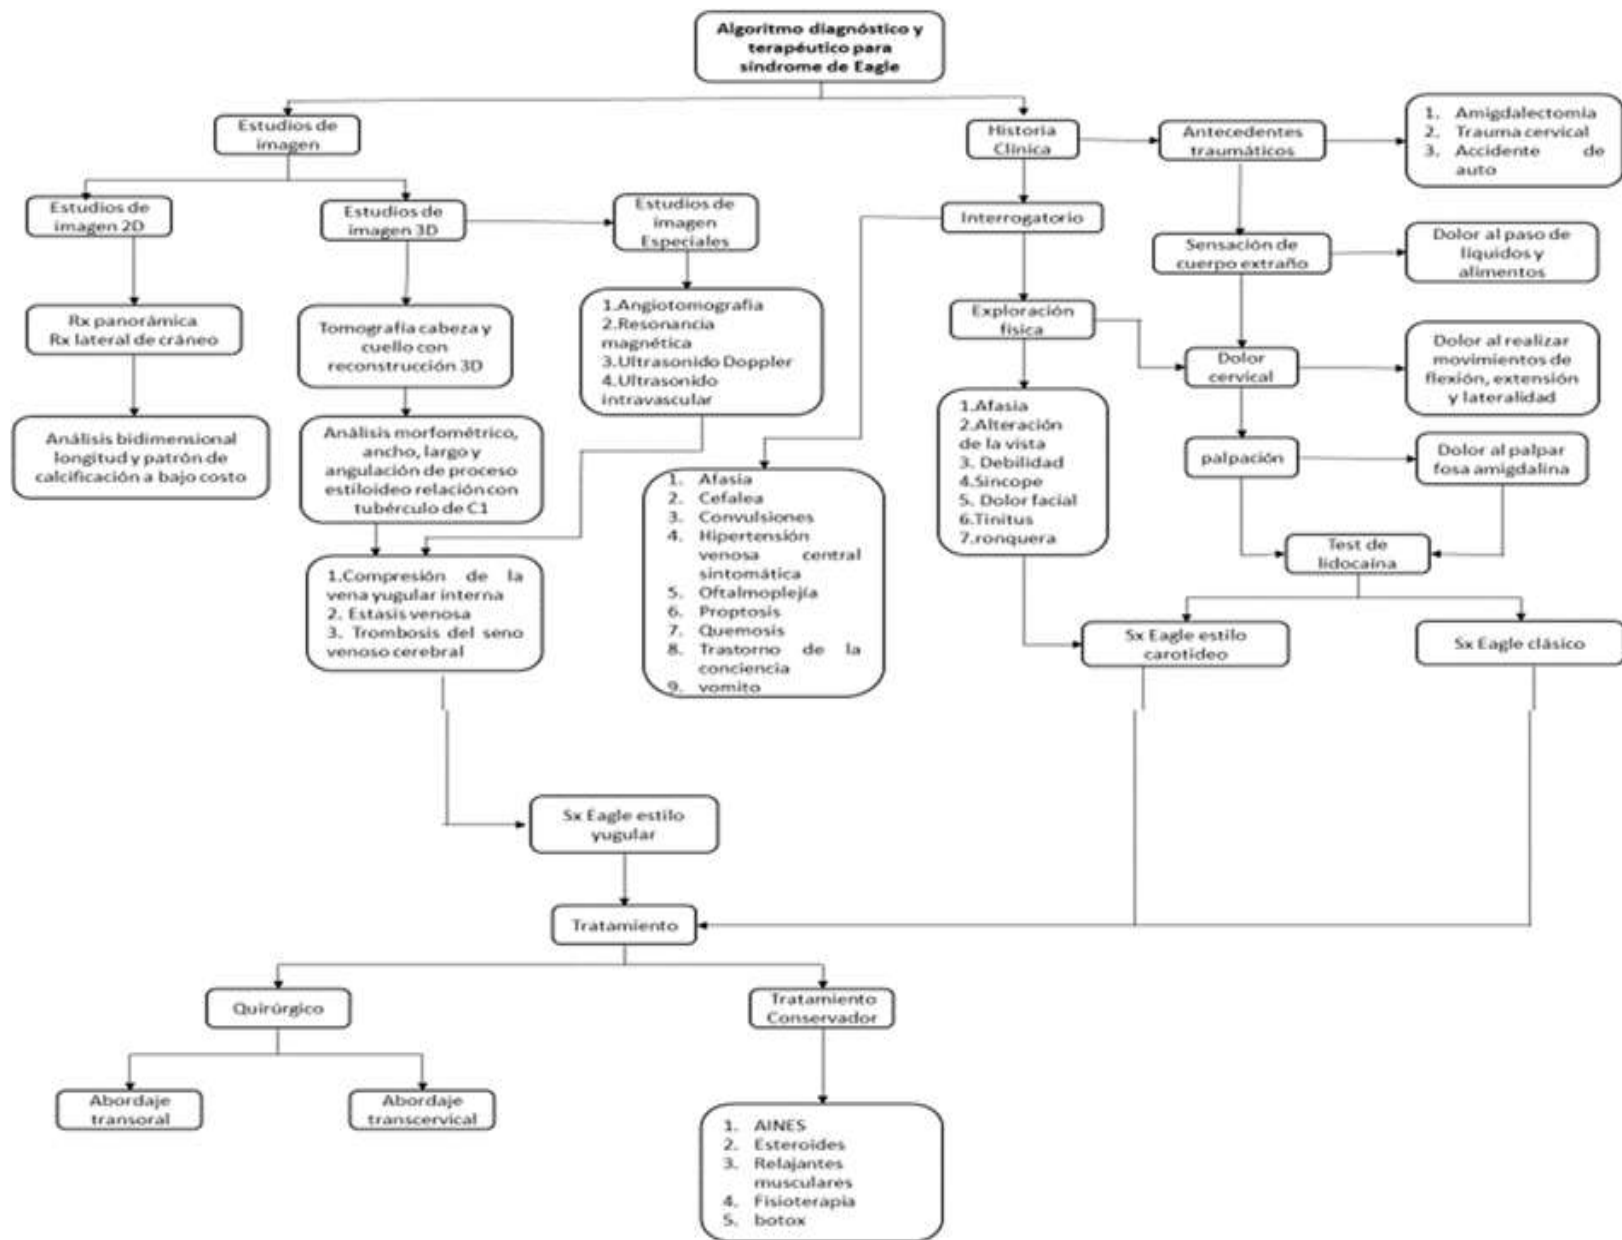 Algoritmo diagnóstico y
terapéutico para
síndrome de Eagle
Estudios de
imagen
Historia
Clínica
Antecedentes
traumáticos
1. Amigdalectomia
2. Trauma cervical
3. Accidente de
auto
Estudios de
imagen 2D
Estudios de
imagen 3D
Estudios de
imagen
Especiales
Interrogatorio
Sensación de
cuerpo extraño
Dolor al paso de
líquidos y
alimentos
Rx panorámica
Rx lateral de cráneo
Tomografía cabeza y
cuello con
reconstrucción 3D
1.Angiotomografia
2.Resonancia
magnética
3.Ultrasonido Doppler
4.Ultrasonido
intravascular
Exploración
física
Dolor
cervical
Dolor al realizar
movimientos de
flexión, extensión
y lateralidad
Análisis bidimensional
longitud y patrón de
calcificación a bajo costo
Análisis morfométrico,
ancho, largo y
angulación de proceso
estiloideo relación con
tubérculo de C1
1. Afasia
2. Cefalea
3. Convulsiones
4. Hipertensión
venosa central
sintomática
5. Oftalmoplejía
6. Proptosis
7. Quemosis
8. Trastorno de la
conciencia
9. vomito
1.Afasia
2.Alteración
de la vista
3. Debilidad
4.Sincope
5. Dolor facial
6.Tinitus
7.ronquera
palpación
Dolor al palpar
fosa amigdalina
Test de
lidocaína
1.Compresión de la
vena yugular interna
2. Estasis venosa
3. Trombosis del seno
venoso cerebral
Sx Eagle estilo
carotídeo
Sx Eagle clásico
Sx Eagle estilo
yugular
Tratamiento
Quirúrgico
Tratamiento
Conservador
Abordaje
transoral
Abordaje
transcervical
1. AINES
2. Esteroides
3. Relajantes
musculares
4. Fisioterapia
5. botox